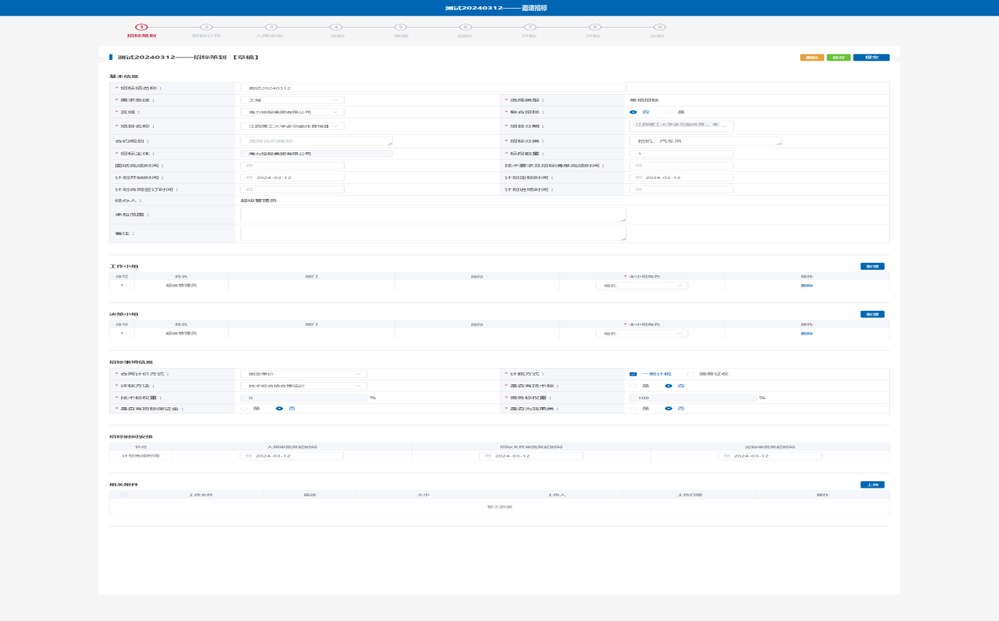 测试20240312——邀请招标
1 2 3 4 5 6 7 8 9
招标策划 招标公告 入围审批 发标 答疑 回标 开标 评标 定标
测试20240312——招标策划 【草稿】 删除 保存 提交
基本信息
* 招标项名称： 测试20240312
* 需求条线： 工程 * 选择类型： 单项招标
* 区域： 海力控股集团有限公司 * 联合招标： 否 是
* 项目名称： 江西理工大学多功能体育馆建 * 项目分期： 江西理工大学多功能体育...
合约规划： 选择合约规划 * 招标分类： 挖机、汽车吊
* 招标主体： 海力控股集团有限公司 * 标段数量： 1
图纸完成时间： 技术要求及招标清单完成时间：
计划开始时间： 2024-03-12 计划定标时间： 2024-03-12
计划合同签订时间： 计划进场时间：
经办人： 超级管理员
承包范围：
备注：
工作小组 新增
序号 姓名 部门 岗位 * 本小组角色 操作
1 超级管理员 组长 删除
决策小组 新增
序号 姓名 部门 岗位 * 本小组角色 操作
1 超级管理员 组长 删除
招标事项信息
* 合同计价方式： 固定单价 * 计税方式： 一般计税 简易征收
* 评标方法： 技术标合格合理低价 * 是否有技术标： 是 否
* 技术标权重： 0 % * 商务标权重： 100 %
* 是否有投标保证金： 是 否 * 是否为效果类： 是 否
招标时间安排
节点 入围审批发起时间 招标文件审批发起时间 定标审批发起时间
计划完成时间 2024-03-12 2024-03-12 2024-03-12
相关附件 上传
上传文件 描述 大小 上传人 上传日期 操作
暂无数据